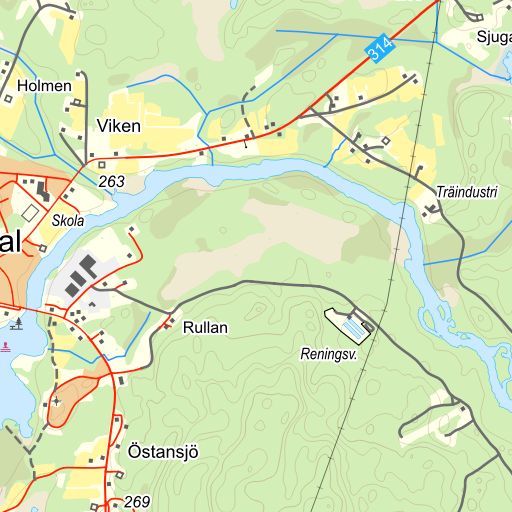 314
Sjuga
Holmen
Viken
263
Träindustri
Skola
al
Rullan
Reningsv.
Östansjö
269